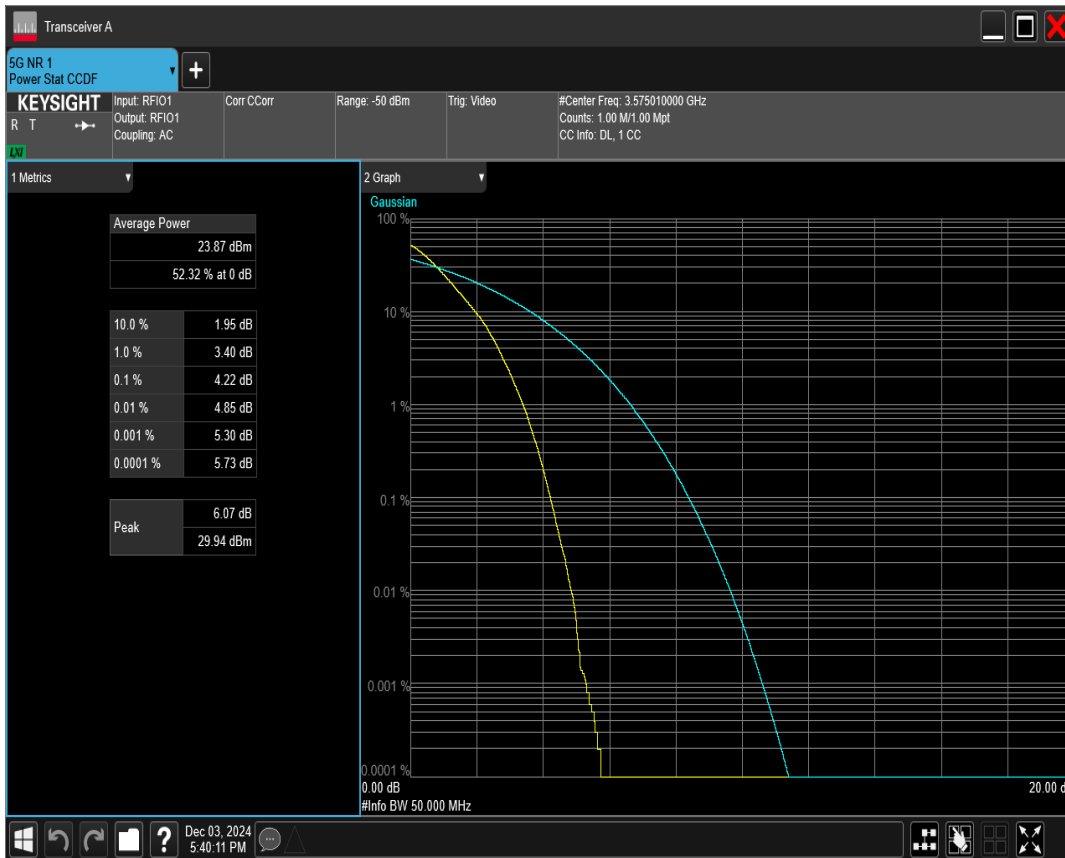 Transceiver A
5G NR 1
Power Stat CCDF
+
KEYSIGHT
R T
LXI
Input: RFIO1
Output: RFIO1
Coupling: AC
Corr CCorr
Range: -50 dBm
Trig: Video
#Center Freq: 3.575010000 GHz
Counts: 1.00 M/1.00 Mpt
CC Info: DL, 1 CC
1 Metrics
Average Power
23.87 dBm
52.32 % at 0 dB
10.0 % 1.95 dB
1.0 % 3.40 dB
0.1 % 4.22 dB
0.01 % 4.85 dB
0.001 % 5.30 dB
0.0001 % 5.73 dB
Peak 6.07 dB
29.94 dBm
2 Graph
Gaussian
100 %
10 %
1 %
0.1 %
0.01 %
0.001 %
0.0001 %
0.00 dB 20.00 d
#Info BW 50.000 MHz
?
Dec 03, 2024
5:40:11 PM